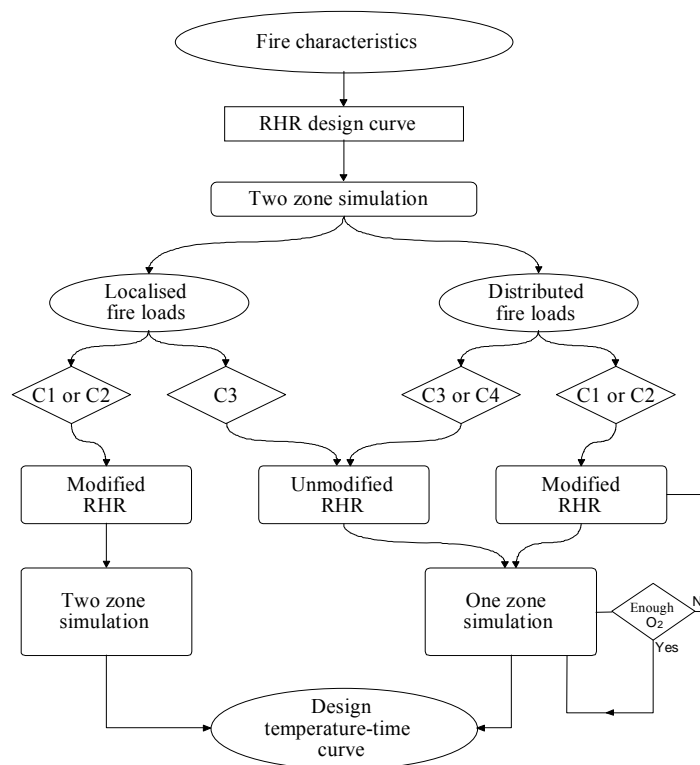 Fire characteristics
RHR design curve
Two zone simulation
Localised
fire loads
Distributed
fire loads
C1 or C2
C3
C3 or C4
C1 or C2
Modified
RHR
Unmodified
RHR
Modified
RHR
Two zone
simulation
One zone
simulation
Enough
O2
N
Yes
Design
temperature-time
curve